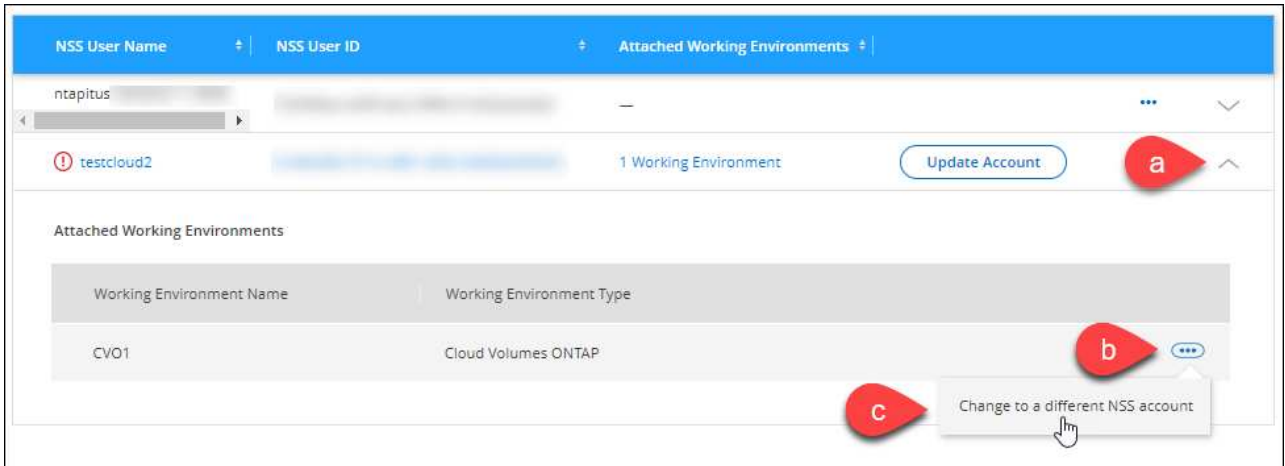 NSS User Name NSS User ID Attached Working Environments
ntapitus
—
•••
testcloud2 1 Working Environment Update Account a
Attached Working Environments
Working Environment Name Working Environment Type
CVO1 Cloud Volumes ONTAP b •••
c Change to a different NSS account